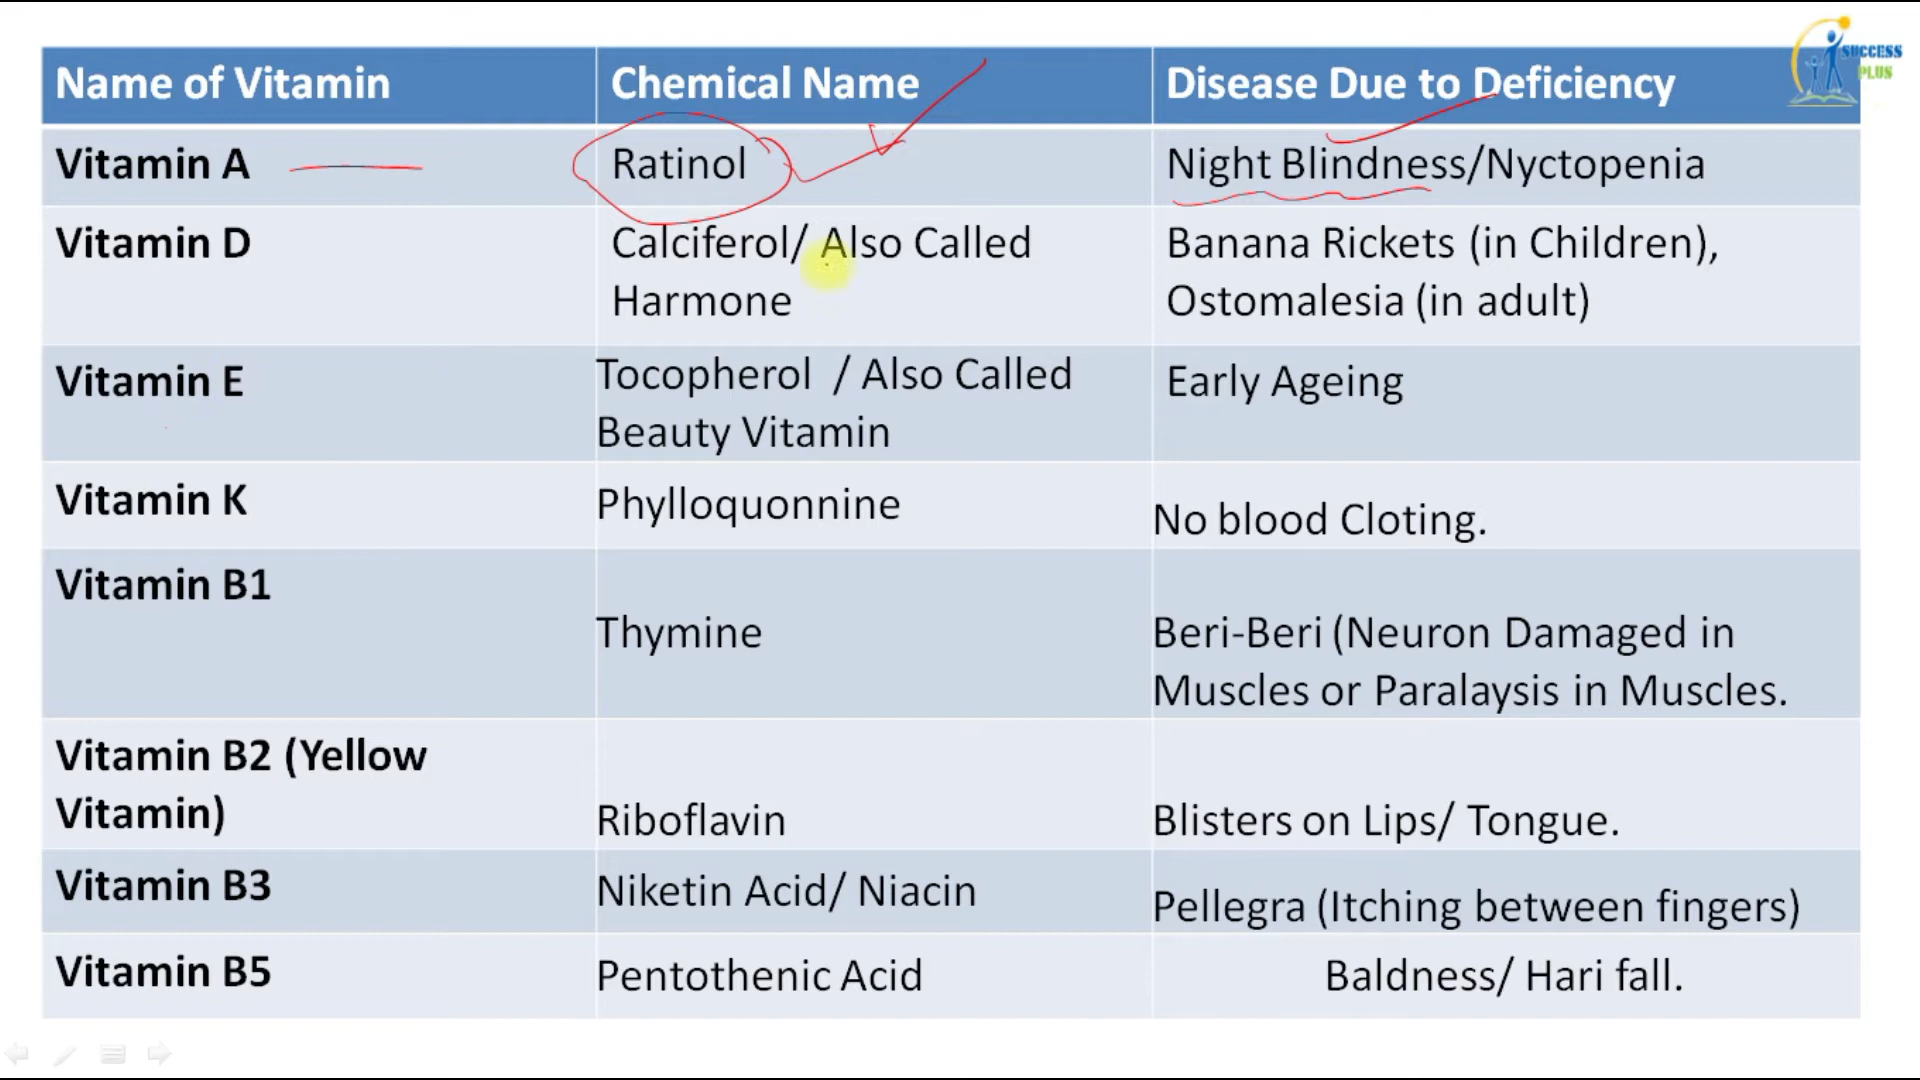 SUCCESS
PLUS
Name of Vitamin
Chemical Name
Disease Due to Deficiency
Vitamin A
Ratinol
Night Blindness/Nyctopenia
Vitamin D
Calciferol/ Also Called
Harmone
Banana Rickets (in Children),
Ostomalesia (in adult)
Vitamin E
Tocopherol / Also Called
Beauty Vitamin
Early Ageing
Vitamin K
Phylloquonnine
No blood Cloting.
Vitamin B1
Thymine
Beri-Beri (Neuron Damaged in
Muscles or Paralaysis in Muscles.
Vitamin B2 (Yellow
Vitamin)
Riboflavin
Blisters on Lips/ Tongue.
Vitamin B3
Niketin Acid/ Niacin
Pellegra (Itching between fingers)
Vitamin B5
Pentothenic Acid
Baldness/ Hari fall.